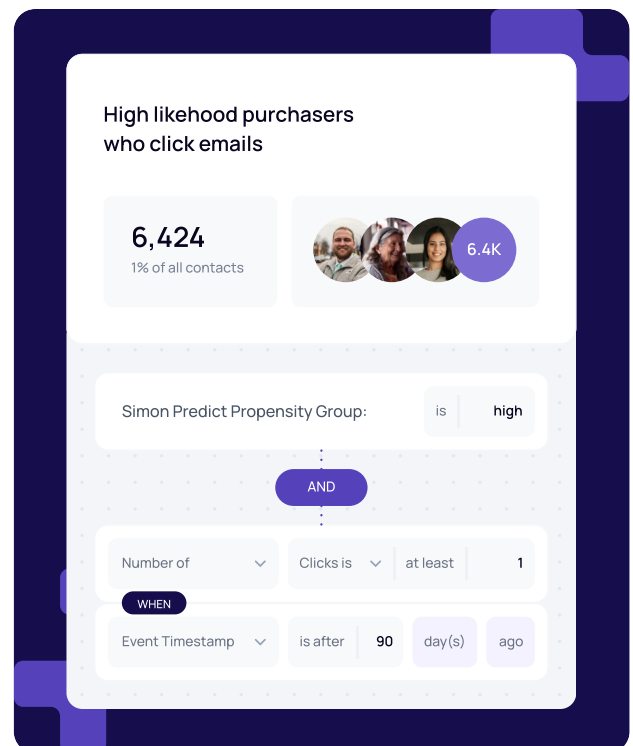 High likehood purchasers
who click emails
6,424
1% of all contacts
6.4K
Simon Predict Propensity Group:
is
high
AND
Number of
Clicks is
at least
1
WHEN
Event Timestamp
is after
90
day(s)
ago